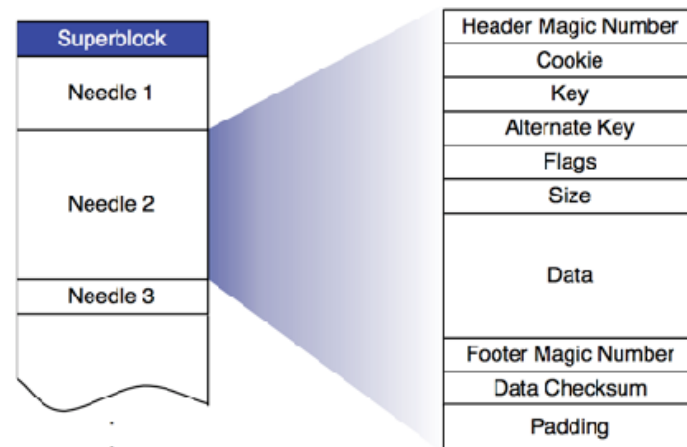 Superblock
Needle 1
Needle 2
Needle 3
Header Magic Number
Cookie
Key
Alternate Key
Flags
Size
Data
Footer Magic Number
Data Checksum
Padding